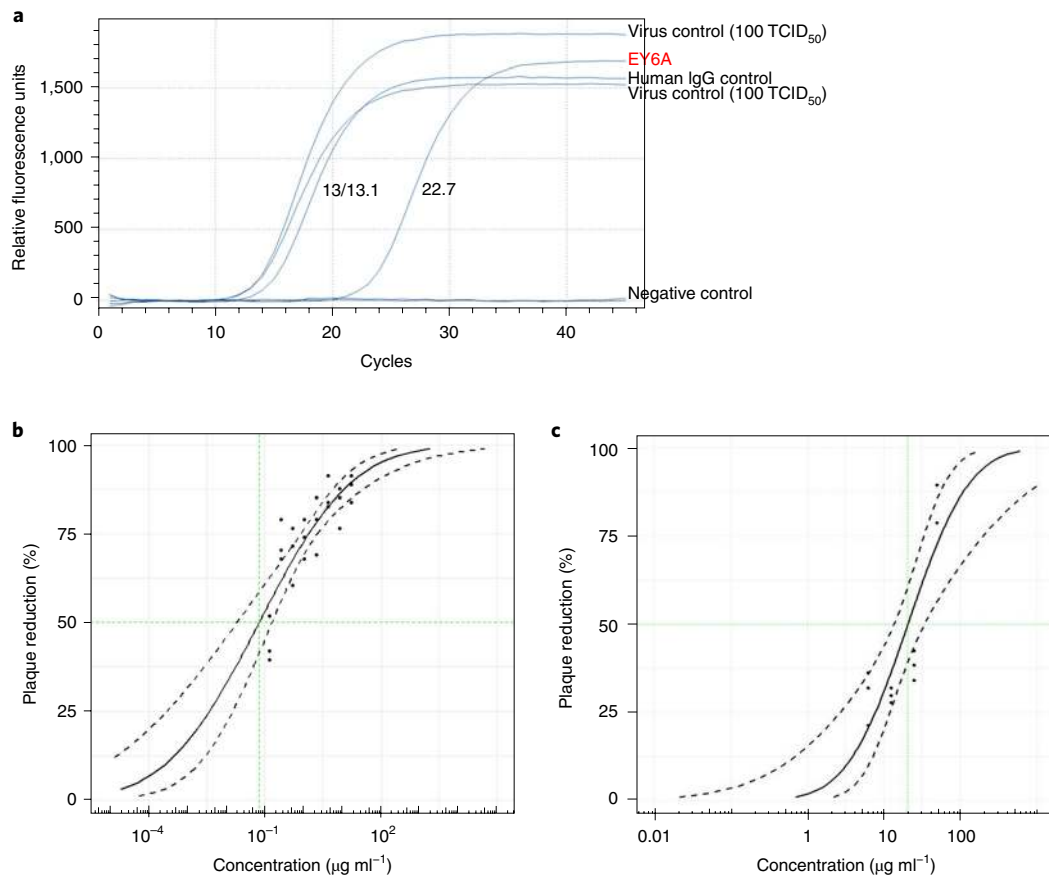 a
Relative fluorescence units
1,500
1,000
500
0
0
10
20
30
40
Cycles
13/13.1
22.7
Virus control (100 TCID50)
EY6A
Human IgG control
Virus control (100 TCID50)
Negative control
b
Plaque reduction (%)
100
75
50
25
0
10−4
10−1
102
Concentration (μg ml−1)
c
Plaque reduction (%)
100
75
50
25
0
0.01
1
10
100
Concentration (μg ml−1)